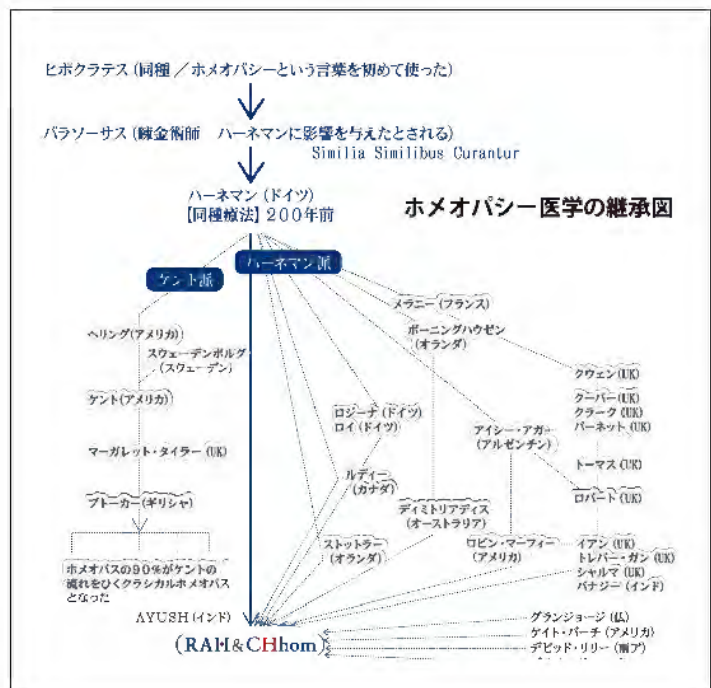 ヒポクラテス (同種 / ホメオパシーという言葉を初めて使った)
パラソーサス (錬金術師 ハーネマンに影響を与えたとされる)
Similia Similibus Curantur
ハーネマン (ドイツ)
【同種療法】 200年前
ホメオパシー医学の継承図
ケント派
ハーネマン派
メラニー (フランス)
ボーニングハウゼン
(オランダ)
ヘリング(アメリカ)
スウェーデンボルグ
(スウェーデン)
クウェン (UK)
ケント(アメリカ)
クーパー (UK)
クラーク (UK)
バーネット (UK)
ロジーナ (ドイツ)
ロイ (ドイツ)
アイシー・アガー
(アルゼンチン)
マーガレット・タイラー (UK)
トーマス (UK)
ルディー
(カナダ)
ロバート (UK)
ブトーカー(ギリシャ)
ディミトリアディス
(オーストラリア)
ストットラー
(オランダ)
ロビン・マーフィー
(アメリカ)
イアン (UK)
トレバー・ガン (UK)
シャルマ (UK)
バナジー (インド)
ホメオパスの90%がケントの
流れをひくクラシカルホメオパス
となった
AYUSH (インド)
(RAH & CHhom)
グランジョージ (仏)
ケイト・バーチ (アメリカ)
デビッド・リリー (南ア)